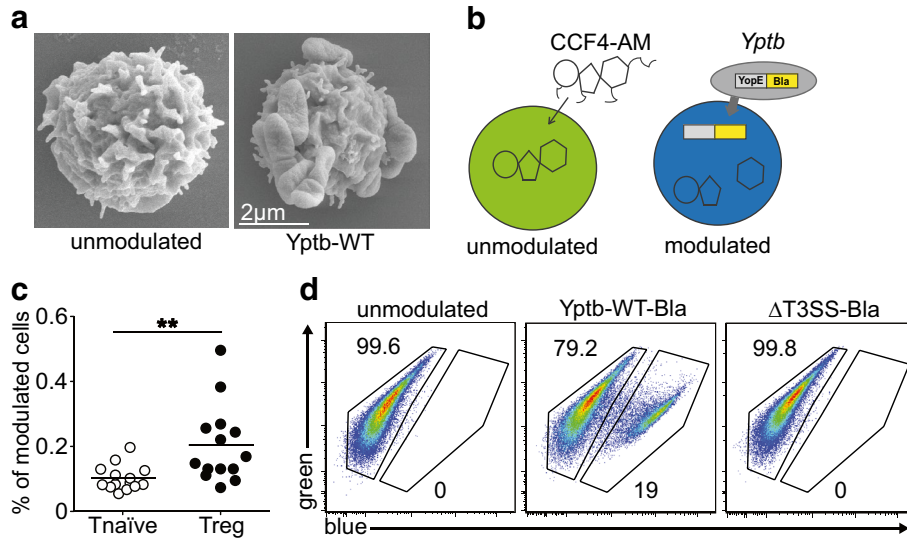 a
2μm
unmodulated
Yptb-WT
b
CCF4-AM
Yptb
YopE
Bla
unmodulated
modulated
c
% of modulated cells
0.6
0.4
0.2
0
**
Tnaïve
Treg
d
unmodulated
Yptb-WT-Bla
ΔT3SS-Bla
99.6
0
79.2
19
99.8
0
green
blue